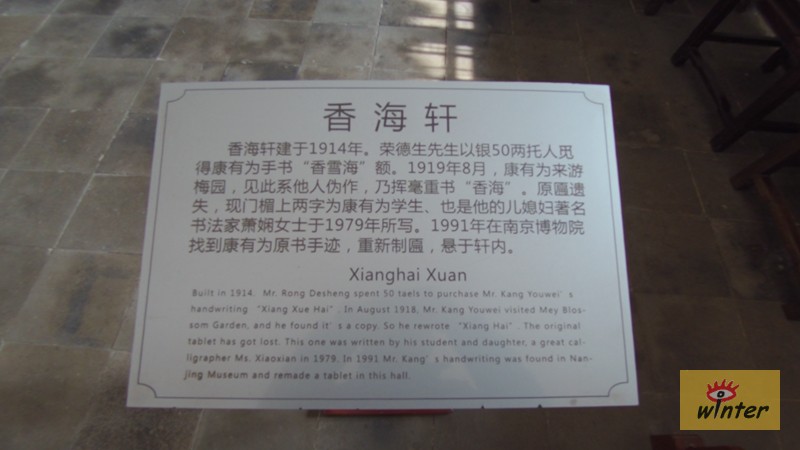 香海轩
香海轩建于1914年。荣德生先生以银50两托人觅
得康有为手书“香雪海”额。1919年8月，康有为来游
梅园，见此系他人伪作，乃挥毫重书“香海”。原匾遗
失，现门楣上两字为康有为学生、也是他的儿媳妇著名
书法家萧娴女士于1979年所写。1991年在南京博物院
找到康有为原书手迹，重新制匾，悬于轩内。
Xianghai Xuan
Built in 1914. Mr. Rong Desheng spent 50 taels to purchase Mr. Kang Youwei's
handwriting “Xiang Xue Hai” In August 1918, Mr. Kang Youwei visited Mey Blos-
som Garden, and he found it's a copy. So he rewrote “Xiang Hai”. The original
tablet has got lost. This one was written by his student and daughter, a great cal-
ligrapher Ms. Xiaoxian in 1979. In 1991 Mr. Kang's handwriting was found in Nan-
jing Museum and remade a tablet in this hall.
winter